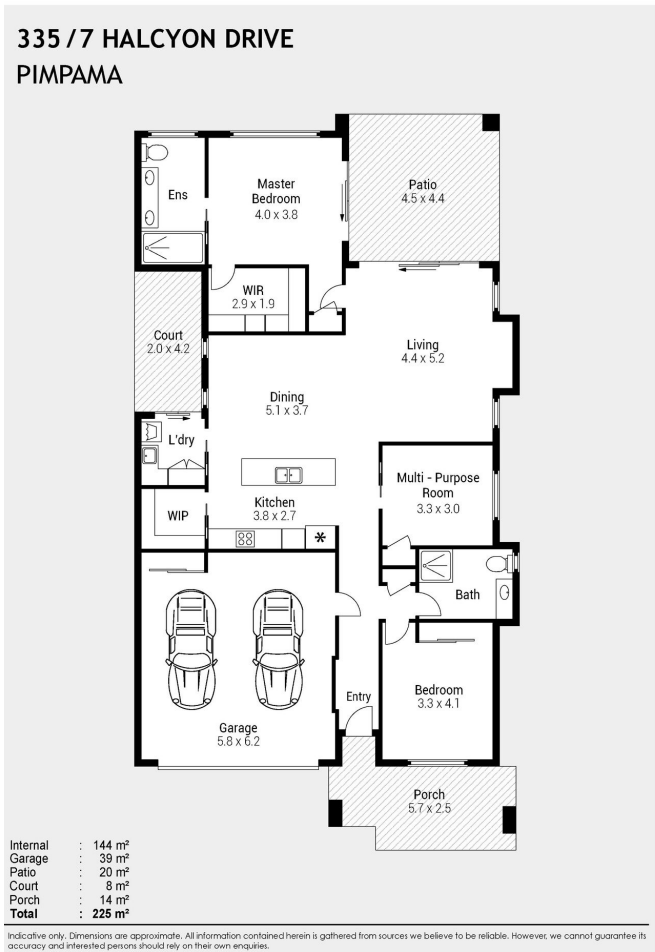 335/7 HALCYON DRIVE
PIMPAMA
Ens
Master
Bedroom
4.0 x 3.8
Patio
4.5 x 4.4
WIR
2.9 x 1.9
Court
2.0 x 4.2
Living
4.4 x 5.2
Dining
5.1 x 3.7
L'dry
Multi - Purpose
Room
3.3 x 3.0
Kitchen
3.8 x 2.7
WIP
*
Bath
Bedroom
3.3 x 4.1
Entry
Garage
5.8 x 6.2
Porch
5.7 x 2.5
Internal : 144 m²
Garage : 39 m²
Patio : 20 m²
Court : 8 m²
Porch : 14 m²
Total : 225 m²
Indicative only. Dimensions are approximate. All information contained herein is gathered from sources we believe to be reliable. However, we cannot guarantee its
accuracy and interested persons should rely on their own enquiries.